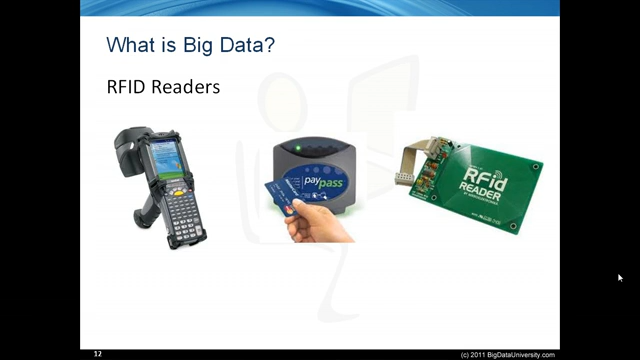 What is Big Data?
RFID Readers
paypass
RFid
READER
12
(c) 2011 BigDataUniversity.com